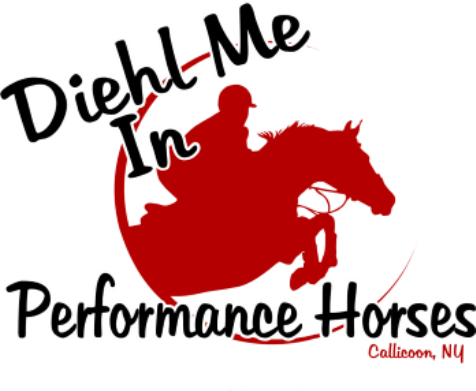 Diehl Me
In
Performance Horses
Callicoon, NY